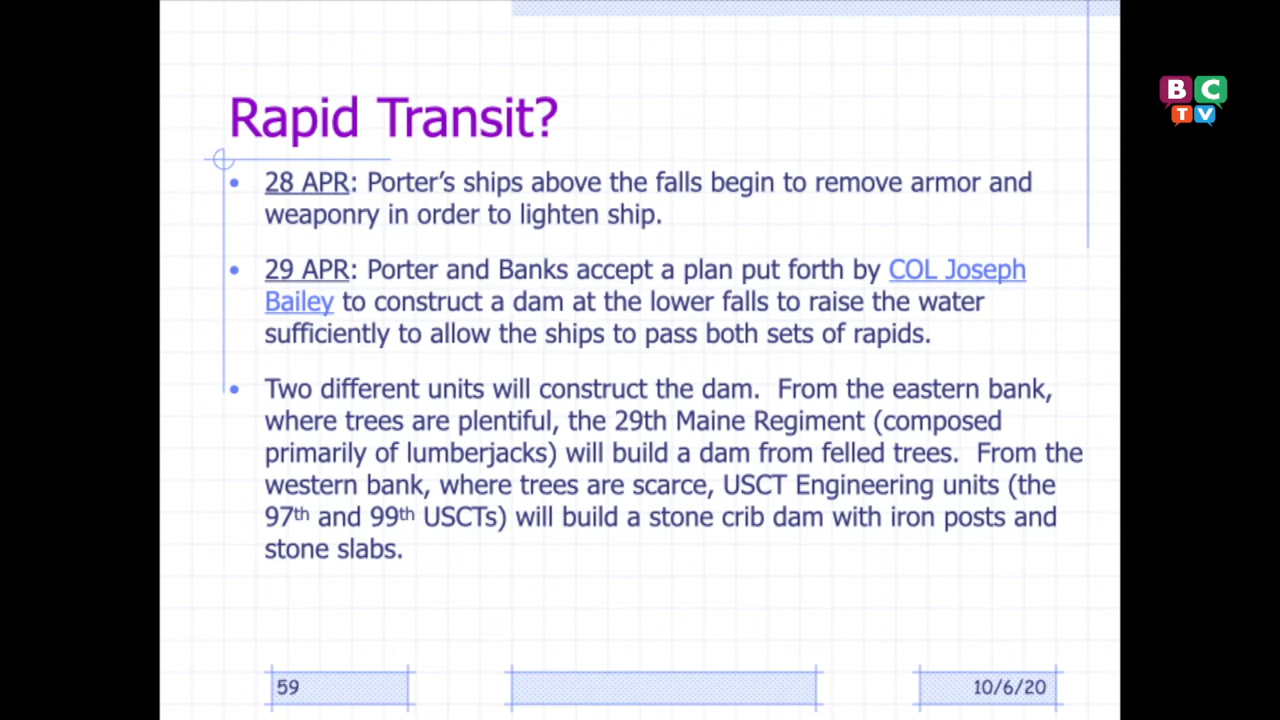 BC
TV
Rapid Transit?
• 28 APR: Porter's ships above the falls begin to remove armor and
weaponry in order to lighten ship.
• 29 APR: Porter and Banks accept a plan put forth by COL Joseph
Bailey to construct a dam at the lower falls to raise the water
sufficiently to allow the ships to pass both sets of rapids.
• Two different units will construct the dam.  From the eastern bank,
where trees are plentiful, the 29th Maine Regiment (composed
primarily of lumberjacks) will build a dam from felled trees.  From the
western bank, where trees are scarce, USCT Engineering units (the
97th and 99th USCTs) will build a stone crib dam with iron posts and
stone slabs.
59
10/6/20